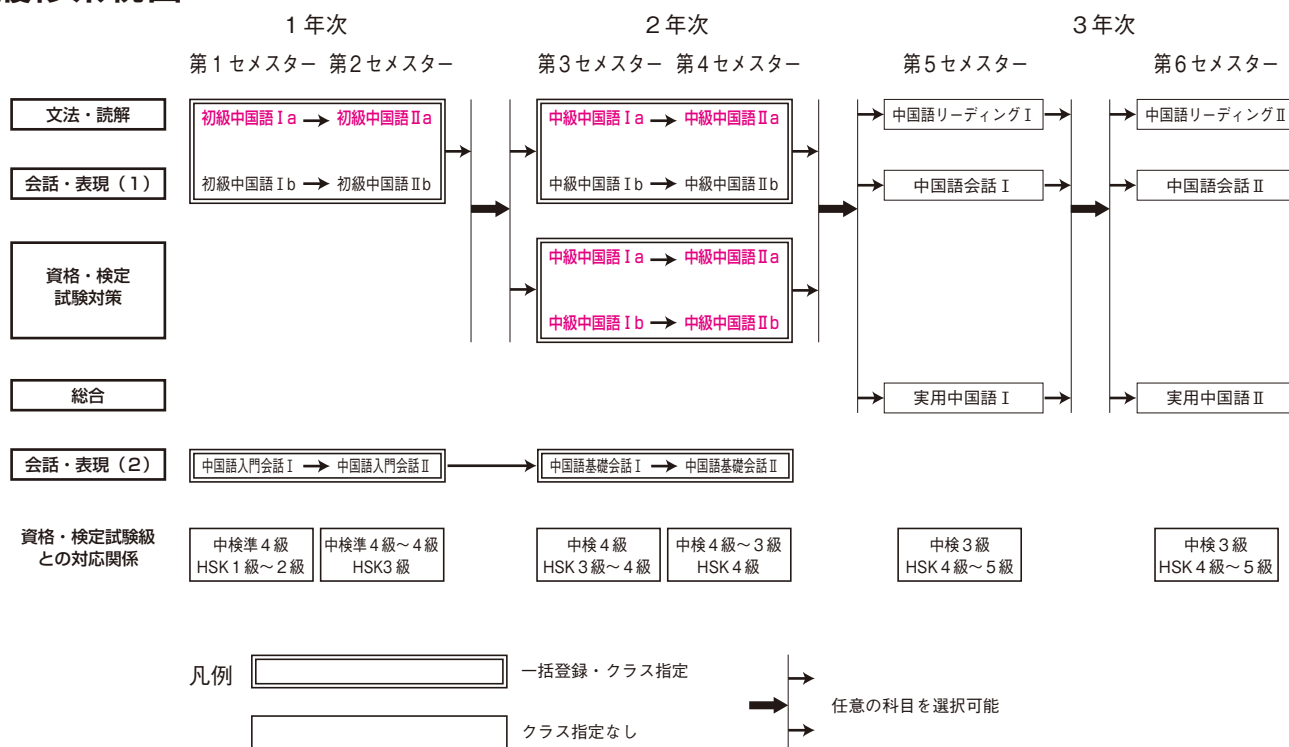 1年次 2年次 3年次
第1セメスター 第2セメスター 第3セメスター 第4セメスター 第5セメスター 第6セメスター
文法・読解 初級中国語Ⅰa 初級中国語Ⅱa 中級中国語Ⅰa 中級中国語Ⅱa 中国語リーディングⅠ 中国語リーディングⅡ
会話・表現（1） 初級中国語Ⅰb 初級中国語Ⅱb 中級中国語Ⅰb 中級中国語Ⅱb 中国語会話Ⅰ 中国語会話Ⅱ
資格・検定
試験対策
中級中国語Ⅰa 中級中国語Ⅱa
中級中国語Ⅰb 中級中国語Ⅱb
総合 実用中国語Ⅰ 実用中国語Ⅱ
会話・表現（2） 中国語入門会話Ⅰ 中国語入門会話Ⅱ 中国語基礎会話Ⅰ 中国語基礎会話Ⅱ
資格・検定試験級
との対応関係
中検準4級 中検準4級～4級 中検4級 中検4級～3級 中検3級 中検3級
HSK1級～2級 HSK3級 HSK3級～4級 HSK4級 HSK4級～5級 HSK4級～5級
凡例 一括登録・クラス指定
任意の科目を選択可能
クラス指定なし